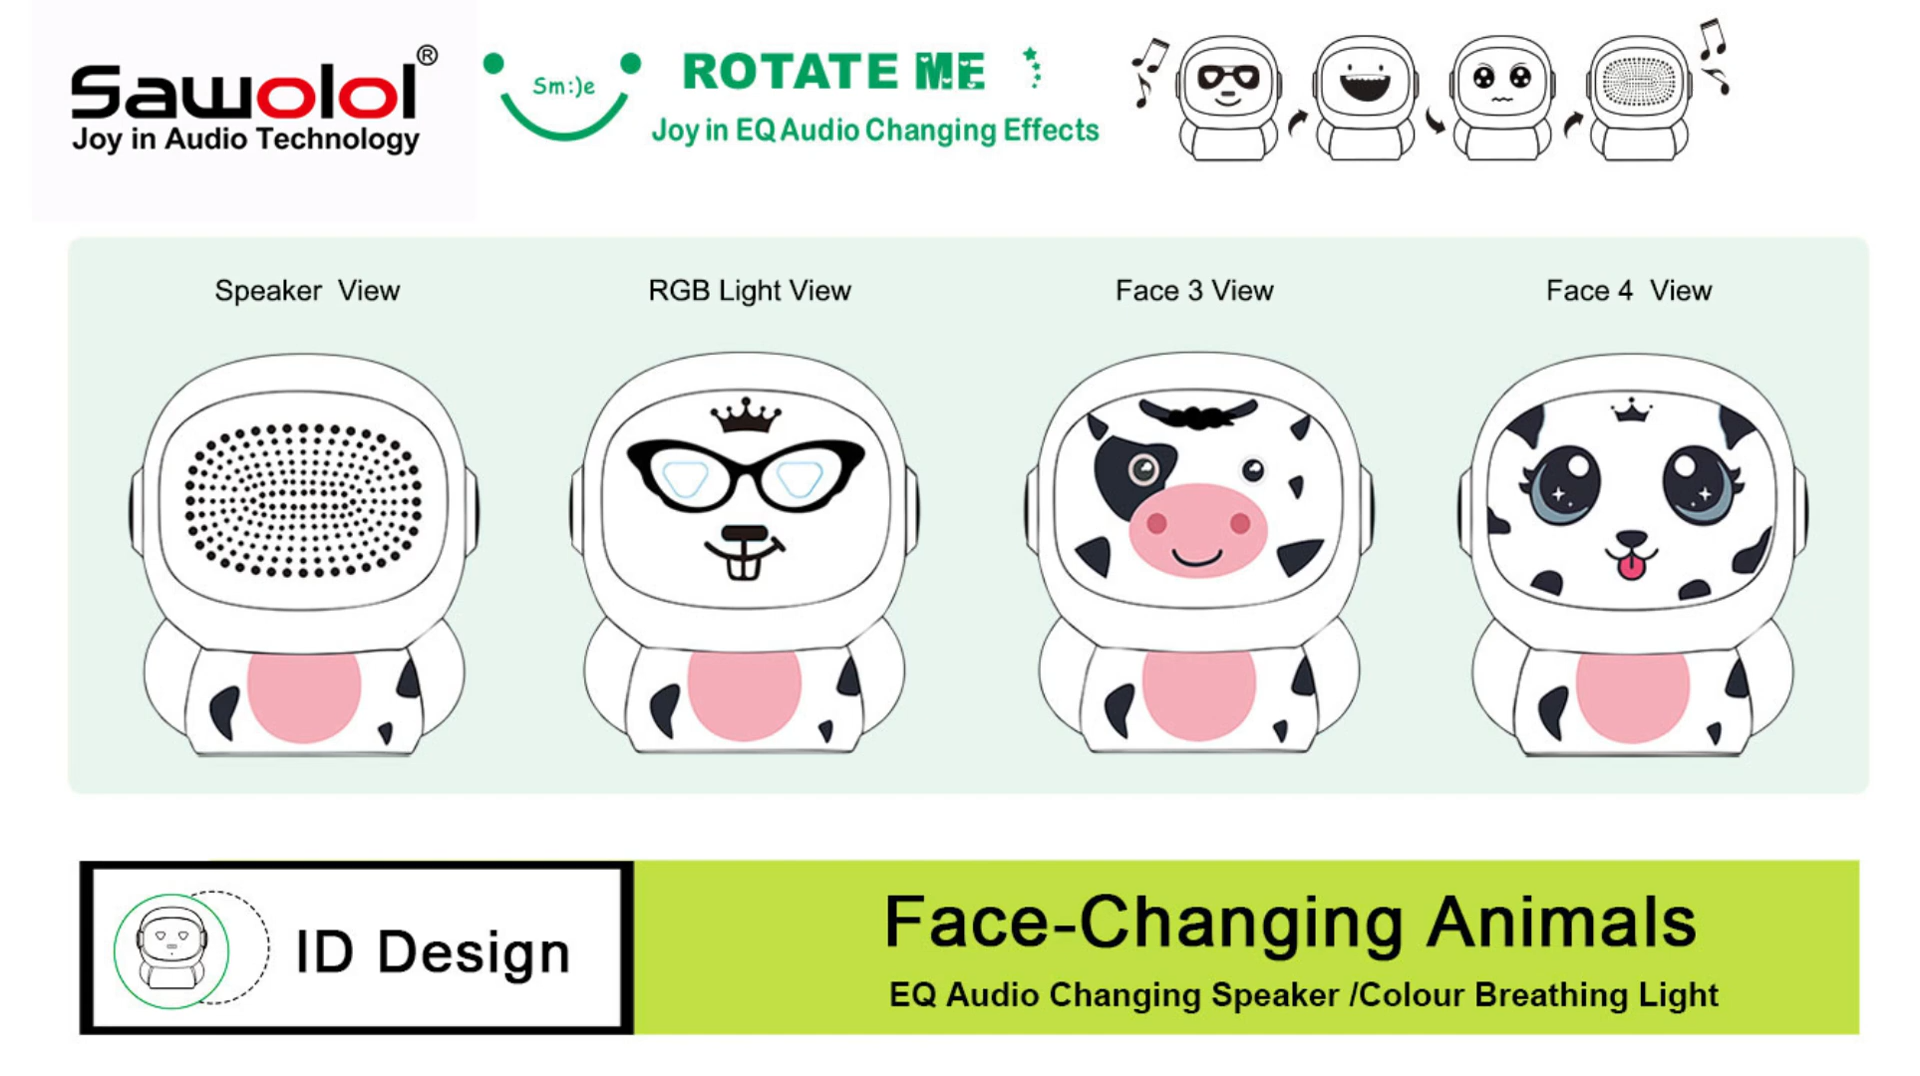 Sawolol®
Joy in Audio Technology
Sm:)e
ROTATE ME
Joy in EQ Audio Changing Effects
Speaker View
RGB Light View
Face 3 View
Face 4 View
ID Design
Face-Changing Animals
EQ Audio Changing Speaker /Colour Breathing Light